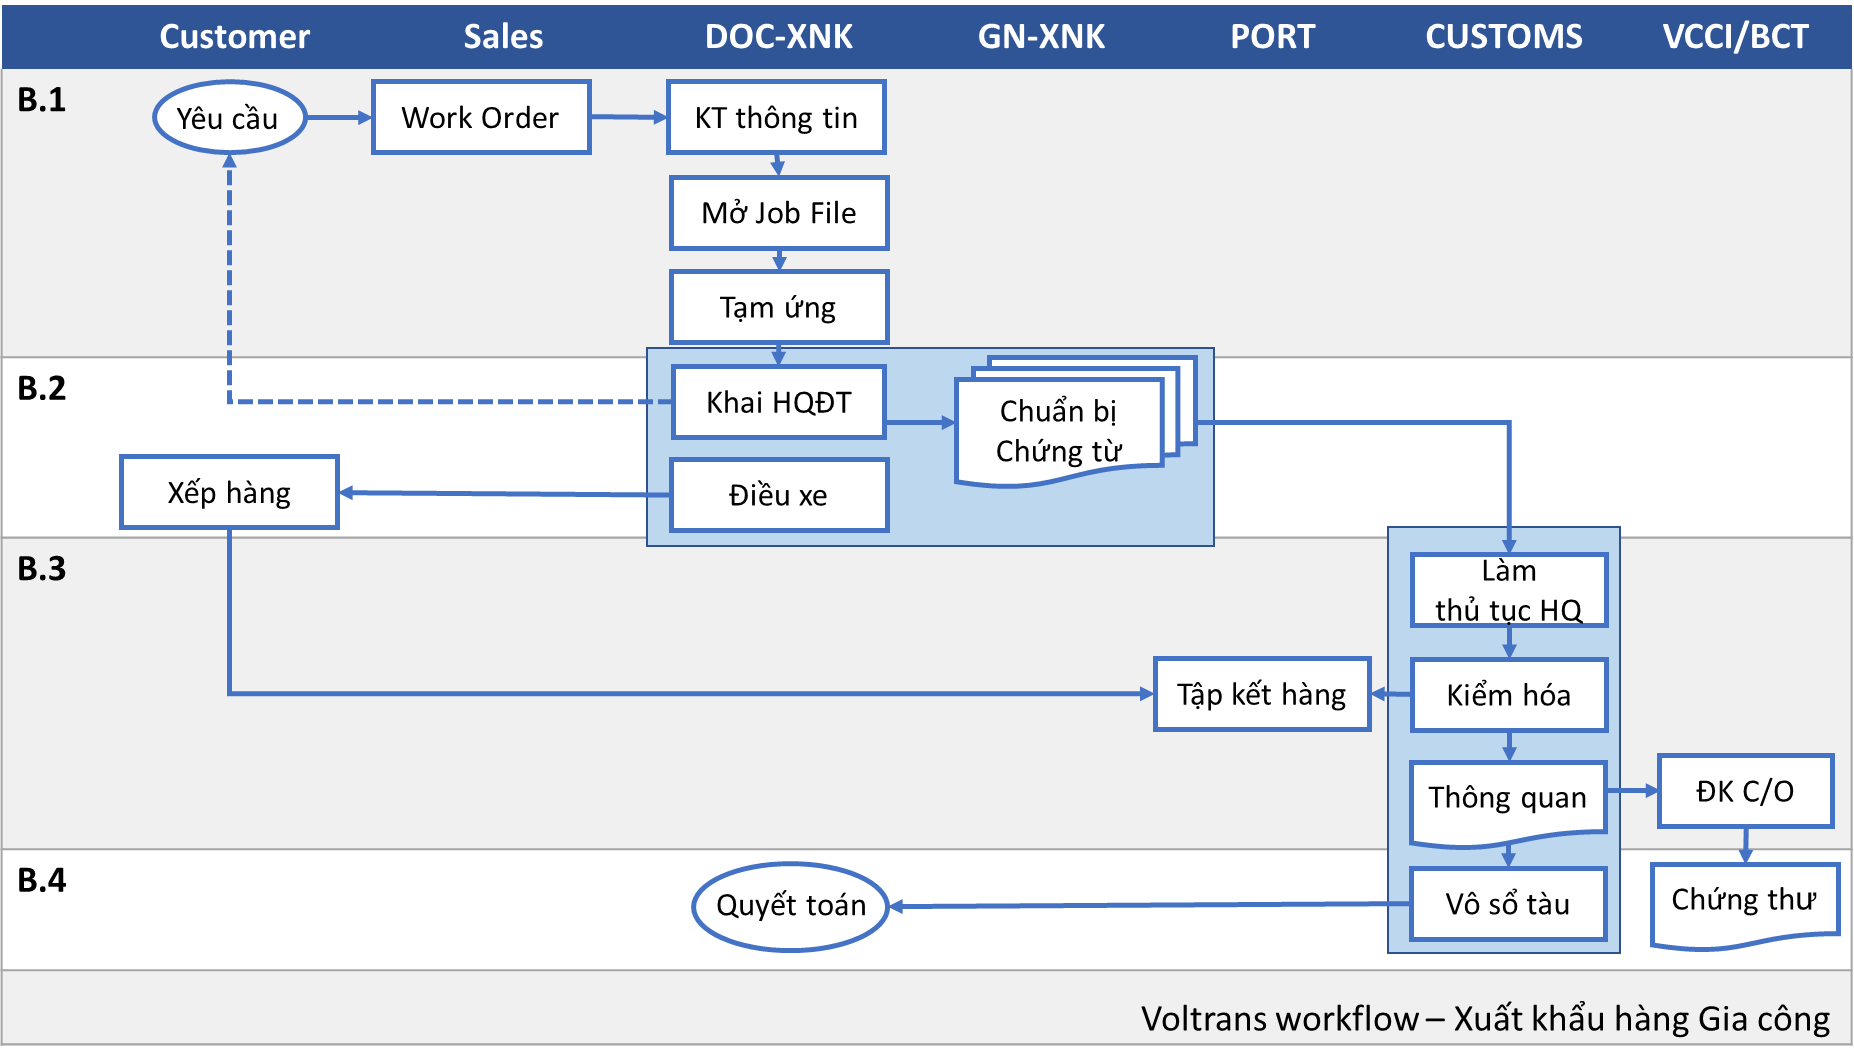 Customer Sales DOC-XNK GN-XNK PORT CUSTOMS VCCI/BCT
B.1
Yêu cầu
Work Order
KT thông tin
Mở Job File
Tạm ứng
B.2
Khai HQĐT
Chuẩn bị
Chứng từ
Xếp hàng
Điều xe
B.3
Làm
thủ tục HQ
Tập kết hàng
Kiểm hóa
Thông quan
ĐK C/O
B.4
Quyết toán
Vô sổ tàu
Chứng thư
Voltrans workflow – Xuất khẩu hàng Gia công